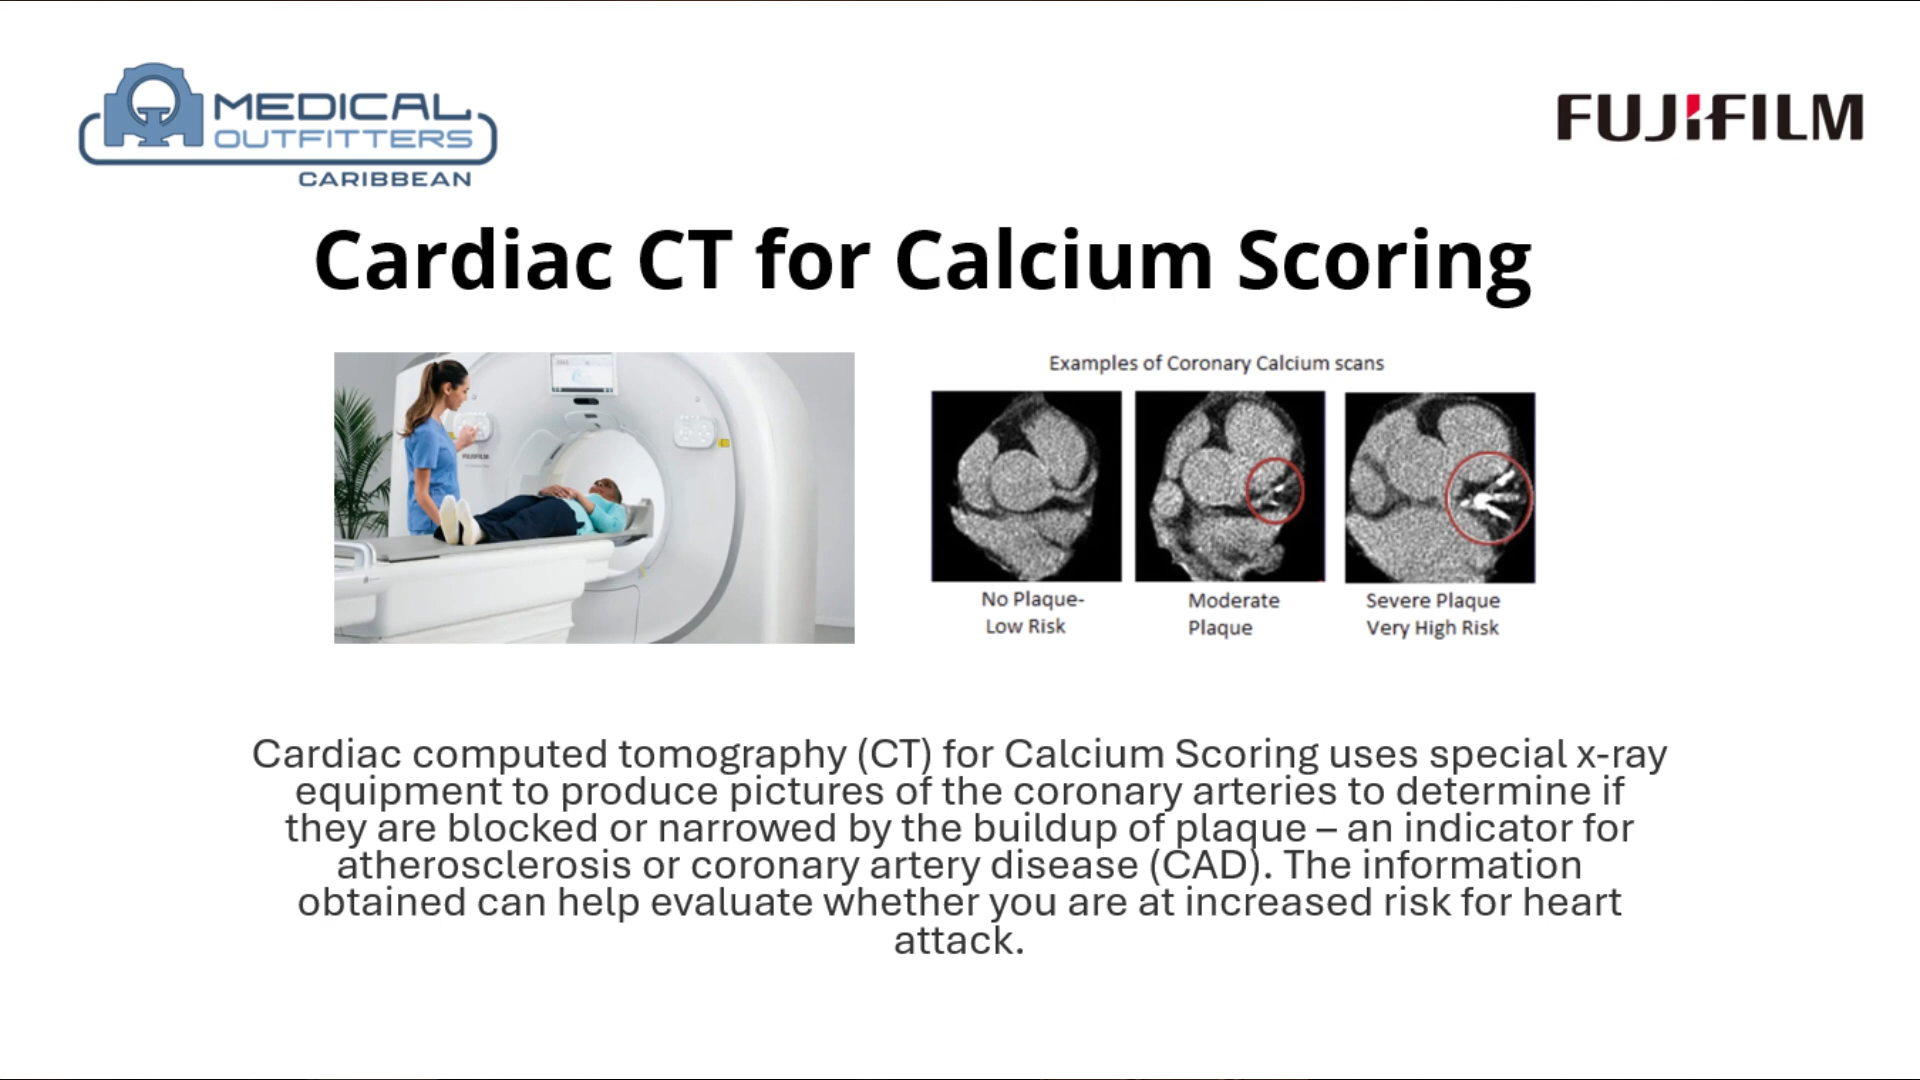 MEDICAL
OUTFITTERS
CARIBBEAN
FUJIFILM
Cardiac CT for Calcium Scoring
FUJIFILM
Examples of Coronary Calcium scans
No Plaque-
Low Risk
Moderate
Plaque
Severe Plaque
Very High Risk
Cardiac computed tomography (CT) for Calcium Scoring uses special x-ray
equipment to produce pictures of the coronary arteries to determine if
they are blocked or narrowed by the buildup of plaque – an indicator for
atherosclerosis or coronary artery disease (CAD). The information
obtained can help evaluate whether you are at increased risk for heart
attack.